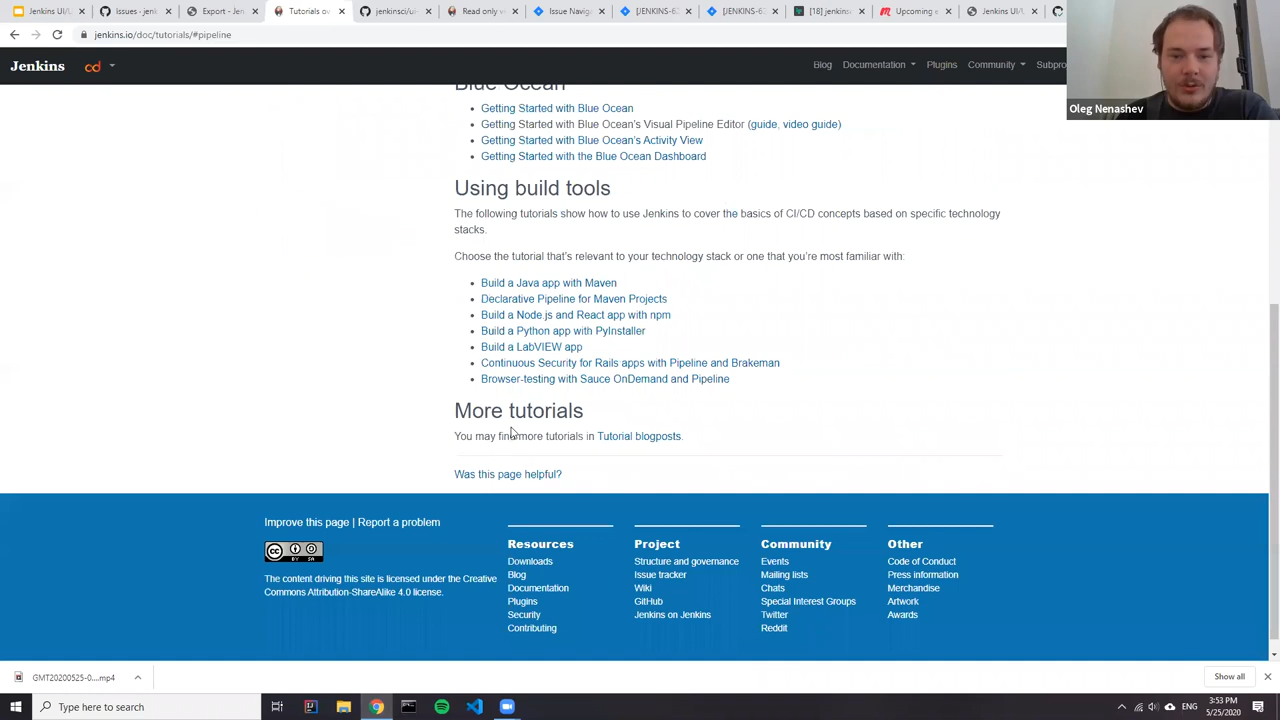 Jenkins UI/U
Issues · jenki
Export - Jen
Tutorials ov
jenkinsci/ux
Read only v
Issue Navig
[JENKINS-6
[JENKINS-6
[18] jenkins
Upcoming e
Jenkins UI/U
jenkins.io/doc/tutorials/#pipeline
Jenkins
cd
Blog
Documentation
Plugins
Community
Subpro
Oleg Nenashev
Blue Ocean
Getting Started with Blue Ocean
Getting Started with Blue Ocean's Visual Pipeline Editor (guide, video guide)
Getting Started with Blue Ocean's Activity View
Getting Started with the Blue Ocean Dashboard
Using build tools
The following tutorials show how to use Jenkins to cover the basics of CI/CD concepts based on specific technology
stacks.
Choose the tutorial that's relevant to your technology stack or one that you're most familiar with:
Build a Java app with Maven
Declarative Pipeline for Maven Projects
Build a Node.js and React app with npm
Build a Python app with PyInstaller
Build a LabVIEW app
Continuous Security for Rails apps with Pipeline and Brakeman
Browser-testing with Sauce OnDemand and Pipeline
More tutorials
You may find more tutorials in Tutorial blogposts.
Was this page helpful?
Improve this page | Report a problem
cc
BY SA
The content driving this site is licensed under the Creative
Commons Attribution-ShareAlike 4.0 license.
Resources
Downloads
Blog
Documentation
Plugins
Security
Contributing
Project
Structure and governance
Issue tracker
Wiki
GitHub
Jenkins on Jenkins
Community
Events
Mailing lists
Chats
Special Interest Groups
Twitter
Reddit
Other
Code of Conduct
Press information
Merchandise
Artwork
Awards
GMT20200525-0....mp4
Show all
Type here to search
ENG
3:53 PM
5/25/2020